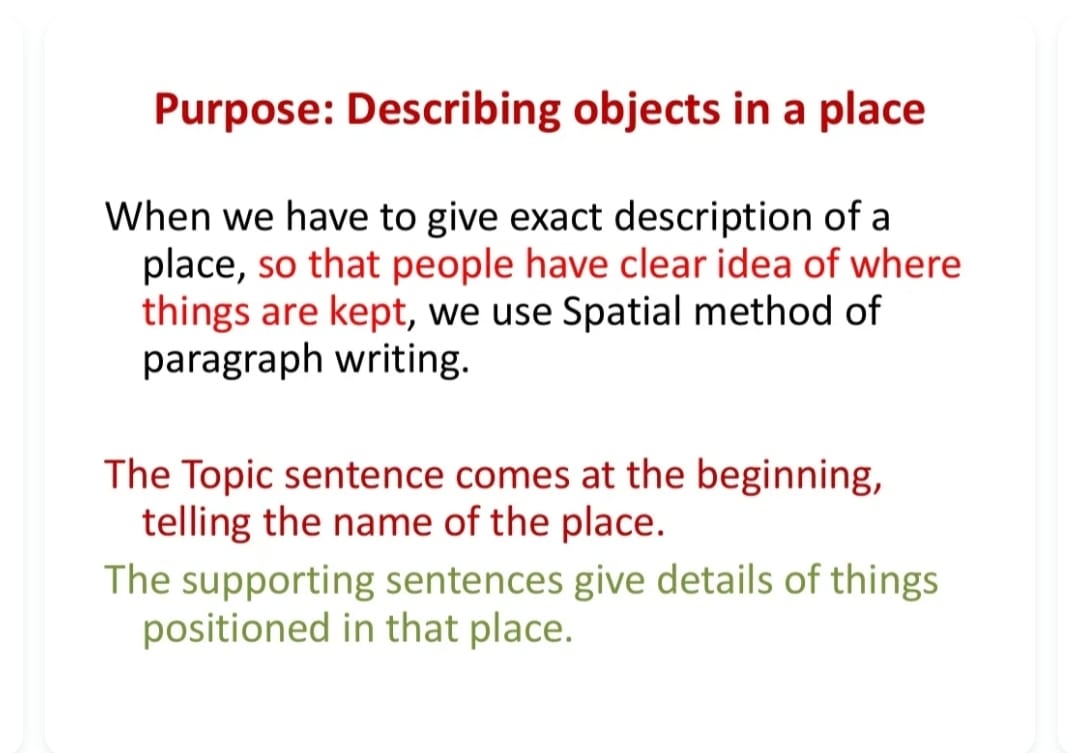 Purpose: Describing objects in a place
When we have to give exact description of a
place, so that people have clear idea of where
things are kept, we use Spatial method of
paragraph writing.
The Topic sentence comes at the beginning,
telling the name of the place.
The supporting sentences give details of things
positioned in that place.